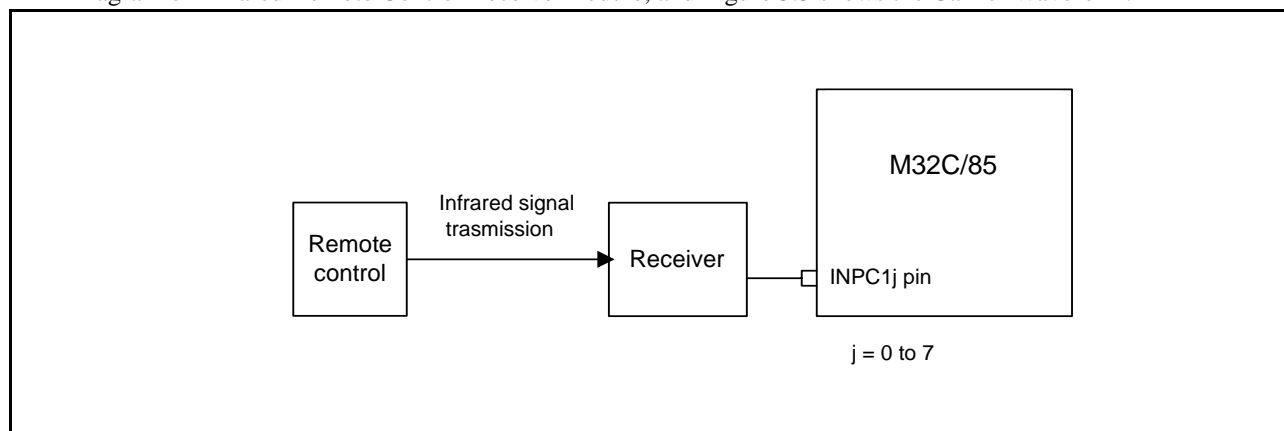 M32C/85
Infrared signal
trasmission
Remote
control
Receiver
INPC1j pin
j = 0 to 7